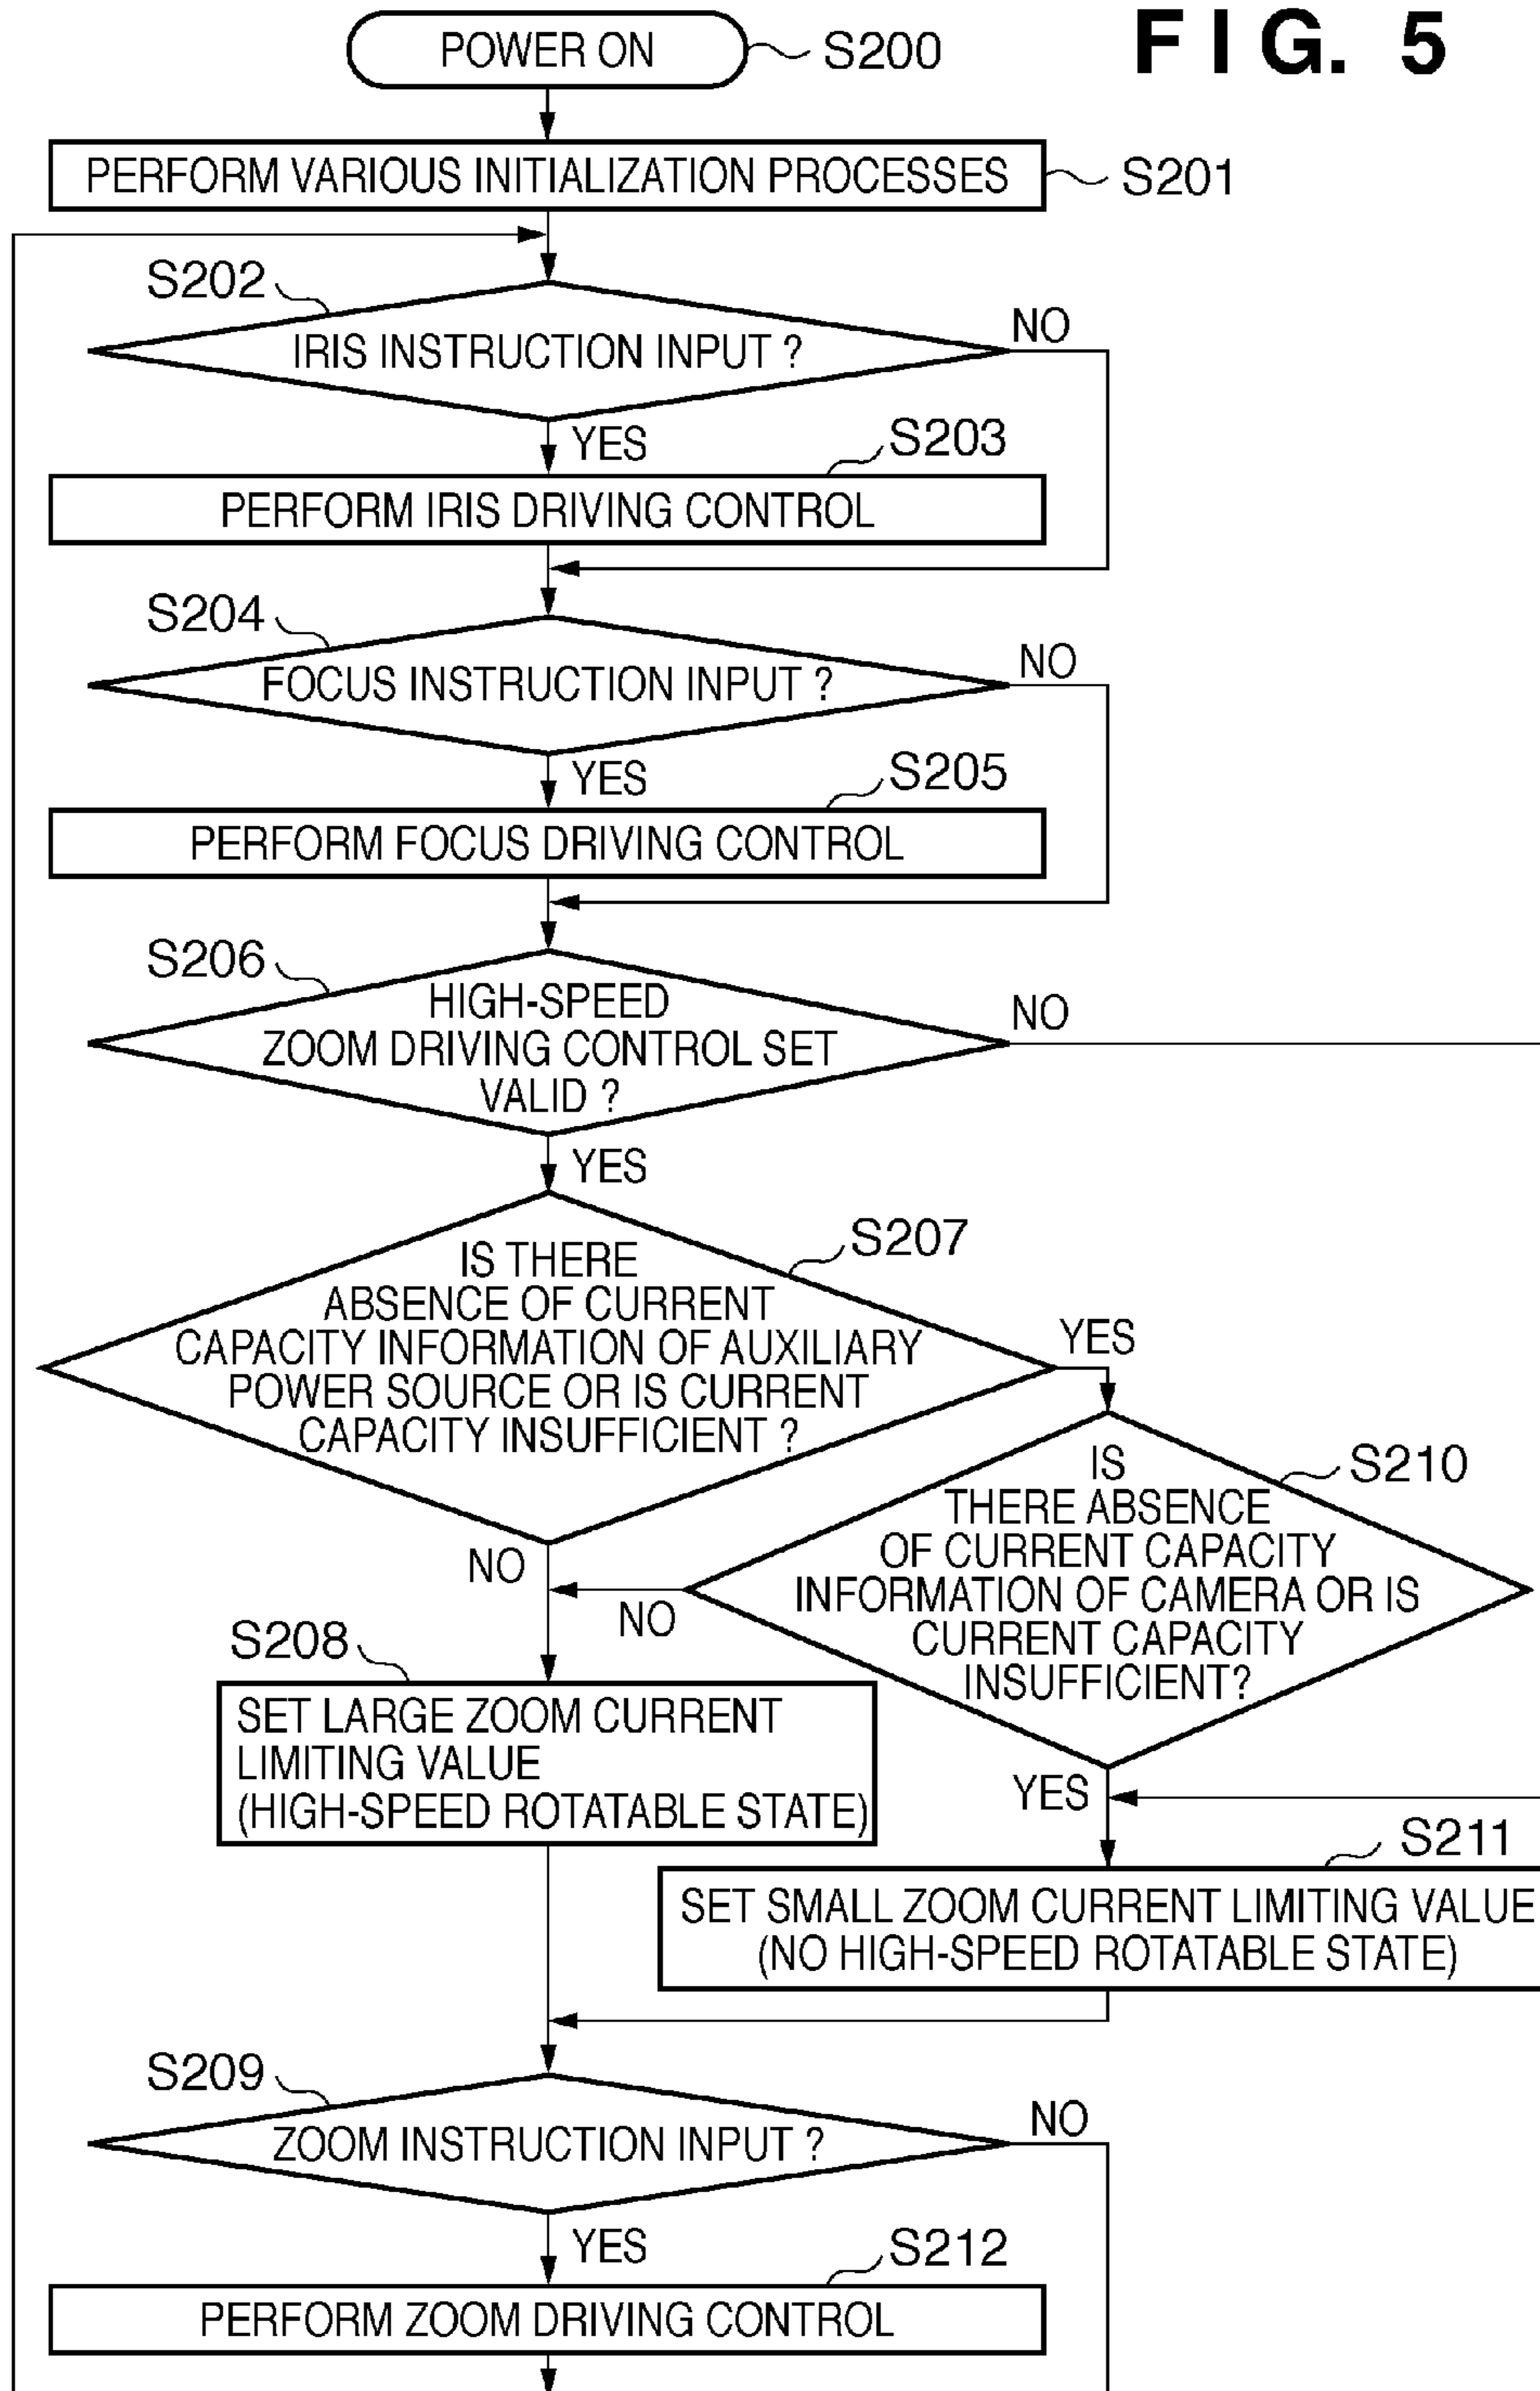 FIG. 5
POWER ON
S200
PERFORM VARIOUS INITIALIZATION PROCESSES
S201
S202
IRIS INSTRUCTION INPUT ?
NO
YES
S203
PERFORM IRIS DRIVING CONTROL
S204
FOCUS INSTRUCTION INPUT ?
NO
YES
S205
PERFORM FOCUS DRIVING CONTROL
S206
HIGH-SPEED
ZOOM DRIVING CONTROL SET
VALID ?
NO
YES
S207
IS THERE
ABSENCE OF CURRENT
CAPACITY INFORMATION OF AUXILIARY
POWER SOURCE OR IS CURRENT
CAPACITY INSUFFICIENT ?
YES
NO
S210
IS
THERE ABSENCE
OF CURRENT CAPACITY
INFORMATION OF CAMERA OR IS
CURRENT CAPACITY
INSUFFICIENT?
NO
YES
S208
SET LARGE ZOOM CURRENT
LIMITING VALUE
(HIGH-SPEED ROTATABLE STATE)
S211
SET SMALL ZOOM CURRENT LIMITING VALUE
(NO HIGH-SPEED ROTATABLE STATE)
S209
ZOOM INSTRUCTION INPUT ?
NO
YES
S212
PERFORM ZOOM DRIVING CONTROL